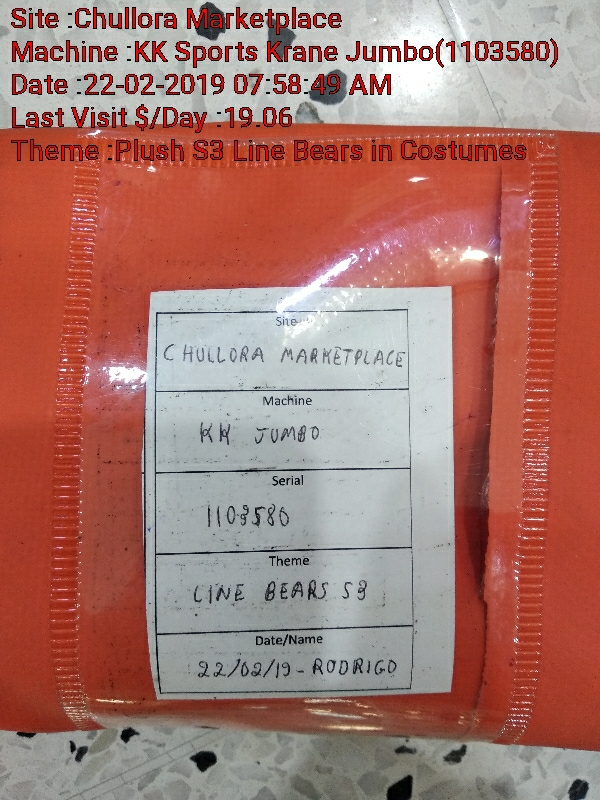 Site :Chullora Marketplace
Machine :KK Sports Krane Jumbo(1103580)
Date :22-02-2019 07:58:49 AM
Last Visit $/Day :19.06
Theme :Plush S3 Line Bears in Costumes
Site
CHULLORA MARKETPLACE
Machine
KK JUMBO
Serial
1103580
Theme
LINE BEARS S3
Date/Name
22/02/19-RODRIGO